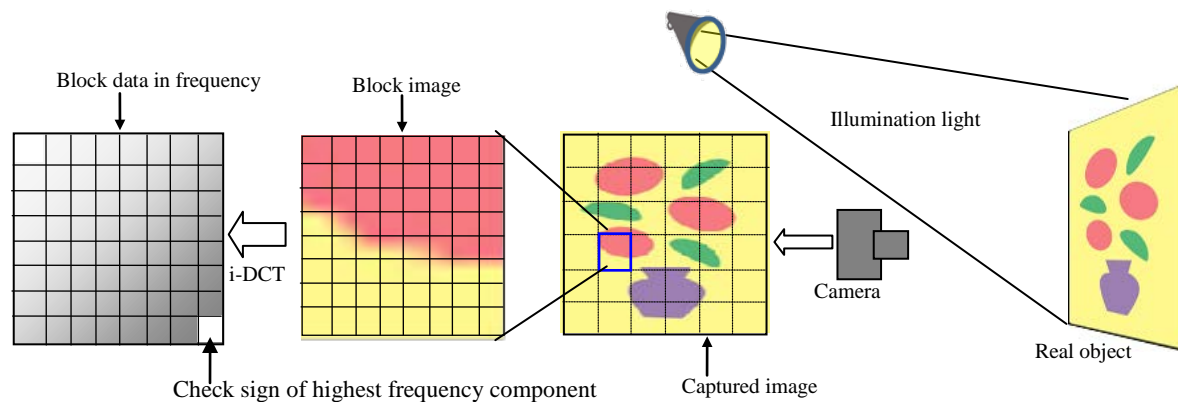 Block data in frequency
Block image
Illumination light
i-DCT
Camera
Real object
Check sign of highest frequency component
Captured image